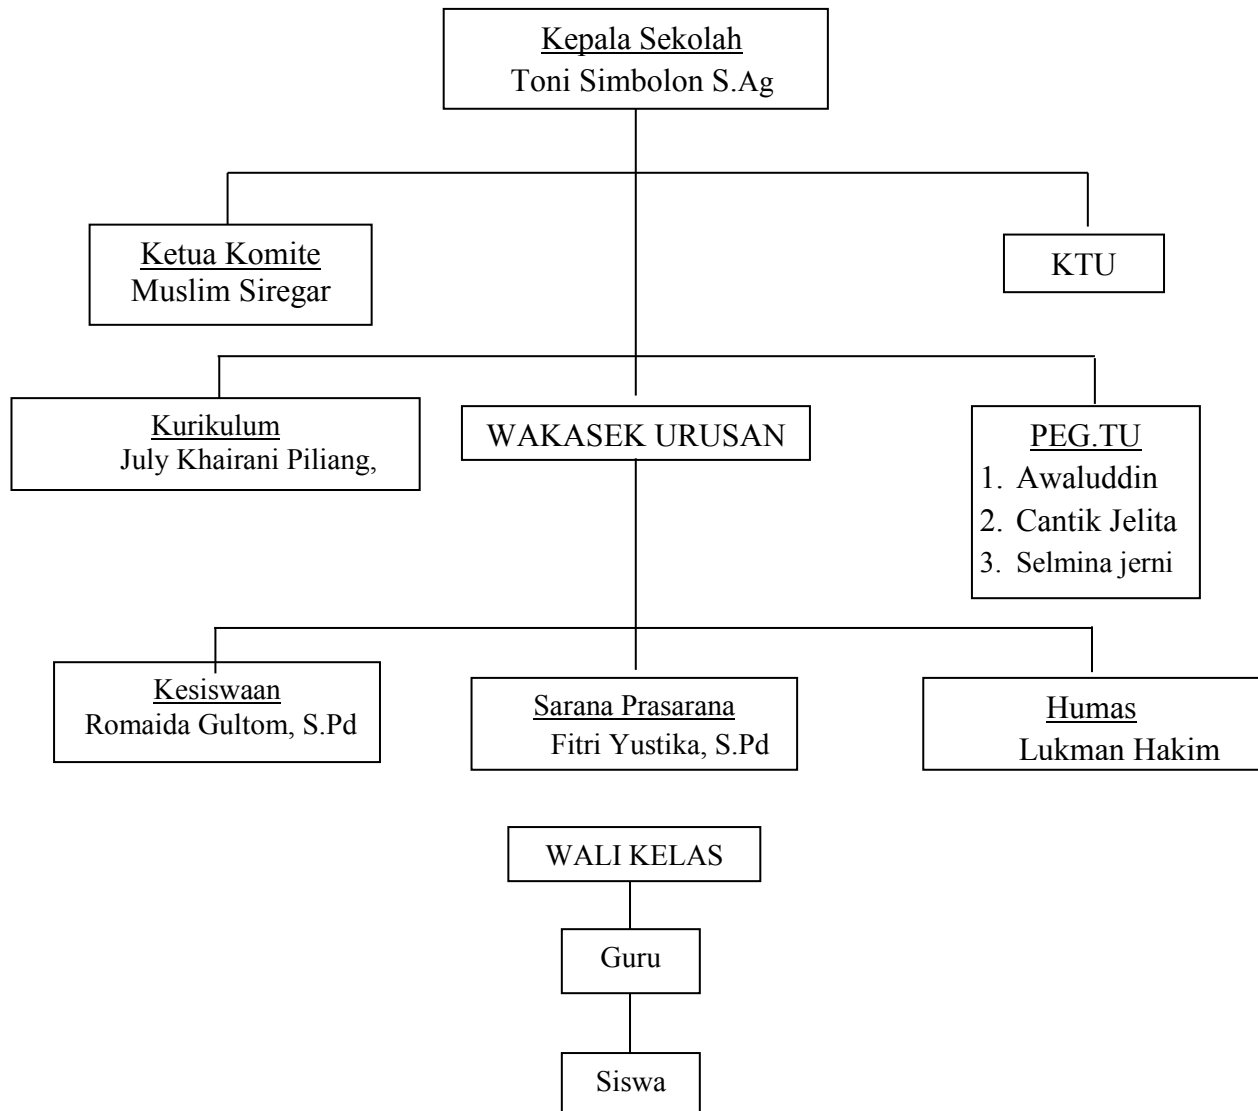 Kepala Sekolah
Toni Simbolon S.Ag
Ketua Komite
Muslim Siregar
KTU
Kurikulum
July Khairani Piliang,
WAKASEK URUSAN
PEG.TU
1. Awaluddin
2. Cantik Jelita
3. Selmina jerni
Kesiswaan
Romaida Gultom, S.Pd
Sarana Prasarana
Fitri Yustika, S.Pd
Humas
Lukman Hakim
WALI KELAS
Guru
Siswa